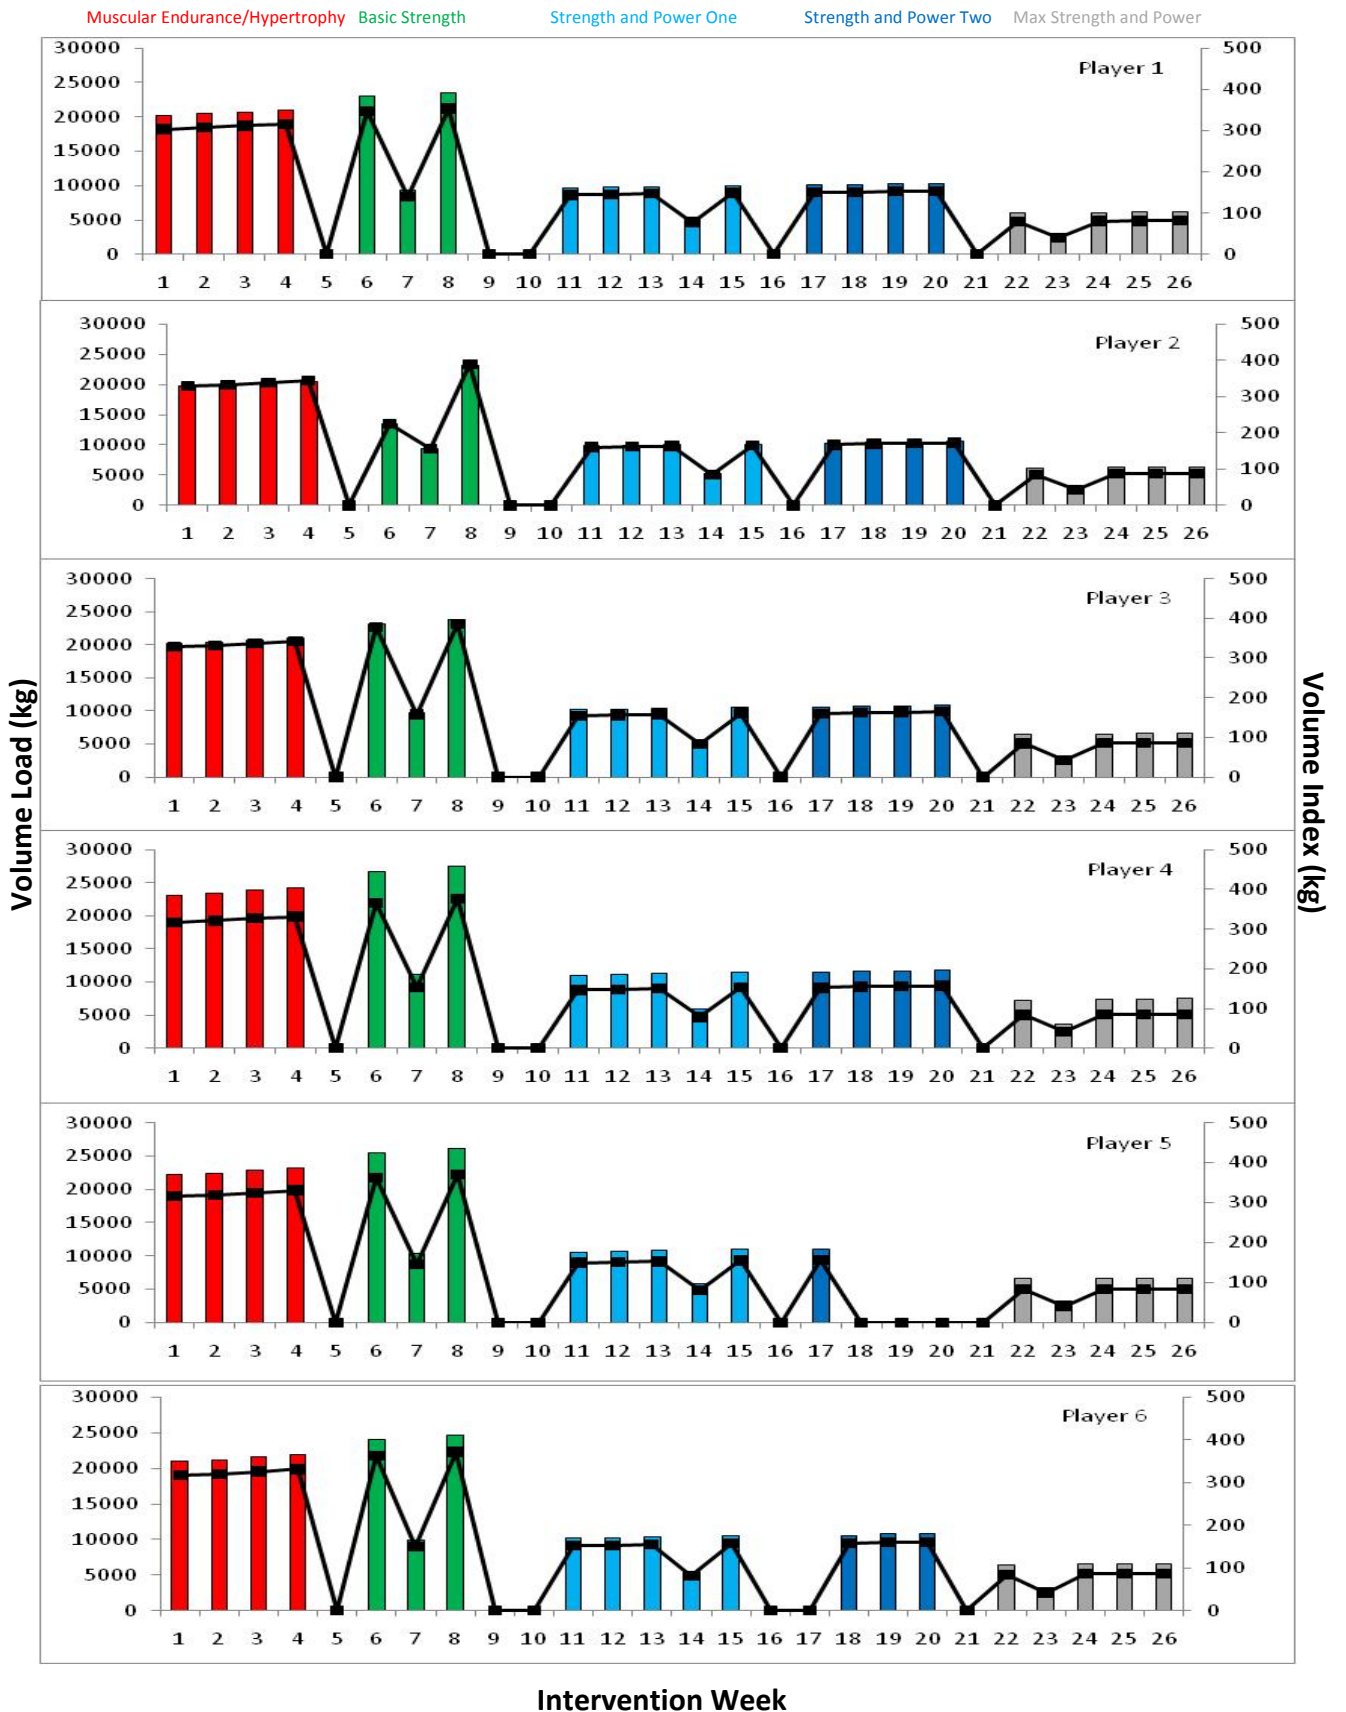 Muscular Endurance/Hypertrophy Basic Strength Strength and Power One Strength and Power Two Max Strength and Power
Player 1
30000 500
25000 400
20000 300
15000 200
10000 100
5000 0
0
1 2 3 4 5 6 7 8 9 10 11 12 13 14 15 16 17 18 19 20 21 22 23 24 25 26
Player 2
30000 500
25000 400
20000 300
15000 200
10000 100
5000 0
0
1 2 3 4 5 6 7 8 9 10 11 12 13 14 15 16 17 18 19 20 21 22 23 24 25 26
Player 3
30000 500
25000 400
20000 300
15000 200
10000 100
5000 0
0
1 2 3 4 5 6 7 8 9 10 11 12 13 14 15 16 17 18 19 20 21 22 23 24 25 26
Volume Load (kg)
Volume Index (kg)
Player 4
30000 500
25000 400
20000 300
15000 200
10000 100
5000 0
0
1 2 3 4 5 6 7 8 9 10 11 12 13 14 15 16 17 18 19 20 21 22 23 24 25 26
Player 5
30000 500
25000 400
20000 300
15000 200
10000 100
5000 0
0
1 2 3 4 5 6 7 8 9 10 11 12 13 14 15 16 17 18 19 20 21 22 23 24 25 26
Player 6
30000 500
25000 400
20000 300
15000 200
10000 100
5000 0
0
1 2 3 4 5 6 7 8 9 10 11 12 13 14 15 16 17 18 19 20 21 22 23 24 25 26
Intervention Week